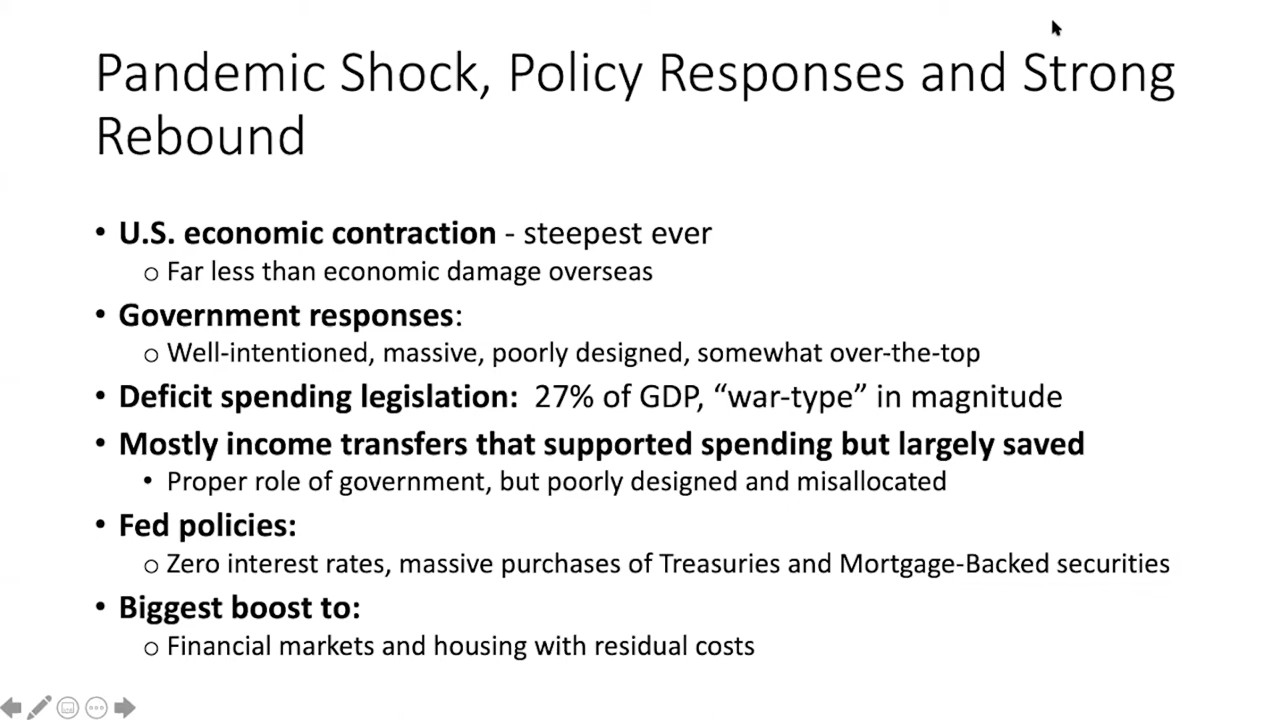 Pandemic Shock, Policy Responses and Strong
Rebound
• U.S. economic contraction - steepest ever
o Far less than economic damage overseas
• Government responses:
o Well-intentioned, massive, poorly designed, somewhat over-the-top
• Deficit spending legislation: 27% of GDP, “war-type” in magnitude
• Mostly income transfers that supported spending but largely saved
• Proper role of government, but poorly designed and misallocated
• Fed policies:
o Zero interest rates, massive purchases of Treasuries and Mortgage-Backed securities
• Biggest boost to:
o Financial markets and housing with residual costs